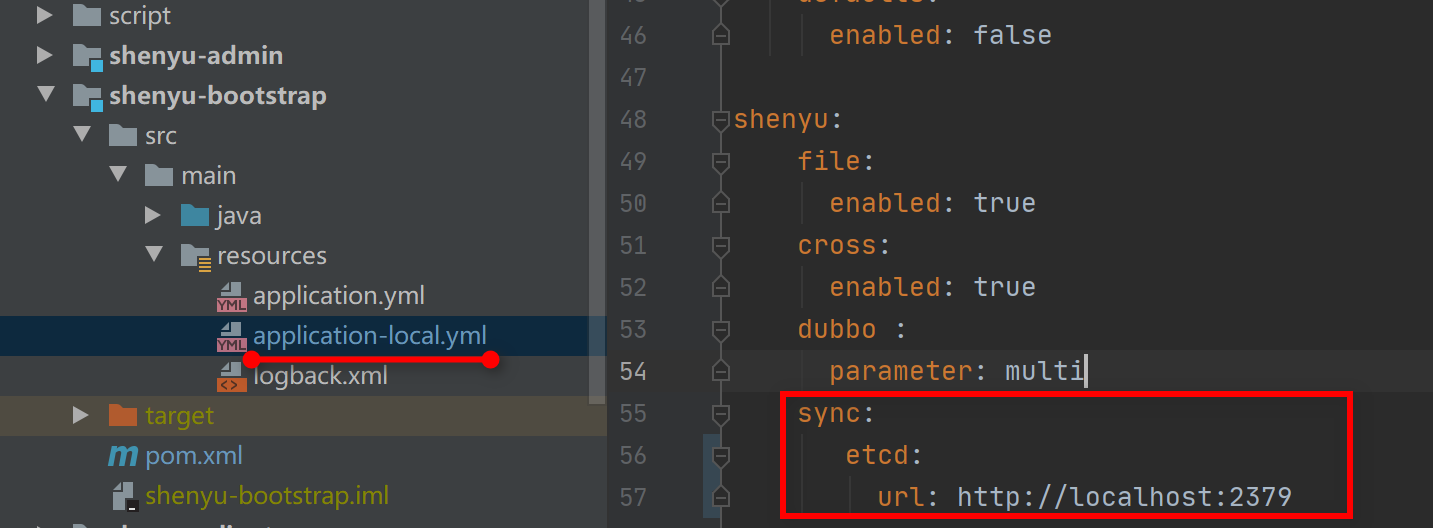 script
shenyu-admin
shenyu-bootstrap
src
main
java
resources
YML application.yml
YML application-local.yml
<> logback.xml
target
m pom.xml
shenyu-bootstrap.iml
46 enabled: false
47
48 shenyu:
49 file:
50 enabled: true
51 cross:
52 enabled: true
53 dubbo :
54 parameter: multi
55 sync:
56 etcd:
57 url: http://localhost:2379